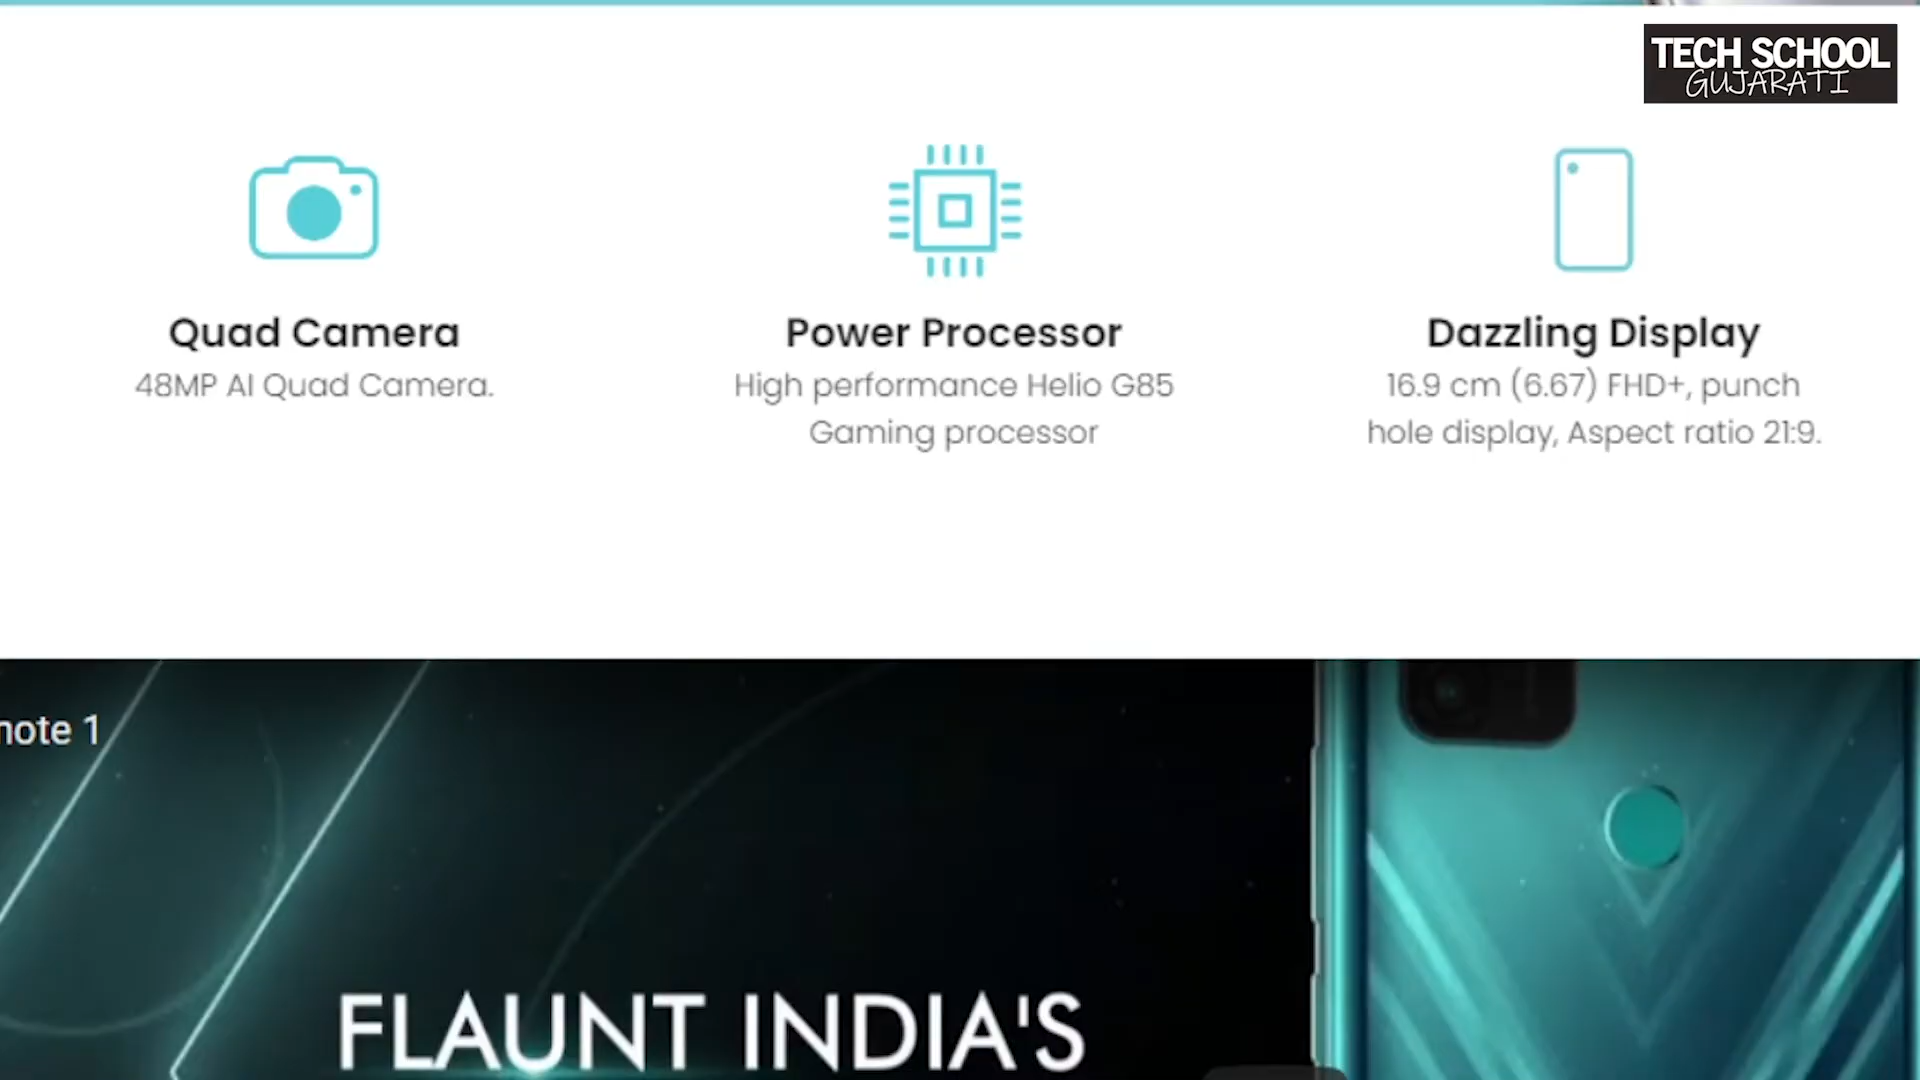 TECH SCHOOL
GUJARATI
Quad Camera
48MP AI Quad Camera.
Power Processor
High performance Helio G85
Gaming processor
Dazzling Display
16.9 cm (6.67) FHD+, punch
hole display, Aspect ratio 21:9.
note 1
FLAUNT INDIA'S